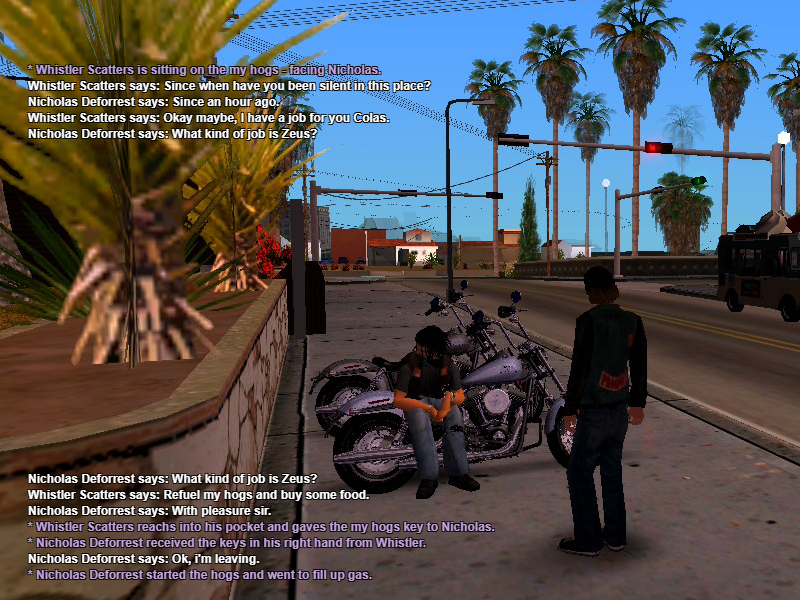 * Whistler Scatters is sitting on the my hogs - facing Nicholas.
Whistler Scatters says: Since when have you been silent in this place?
Nicholas Deforrest says: Since an hour ago.
Whistler Scatters says: Okay maybe, I have a job for you Colas.
Nicholas Deforrest says: What kind of job is Zeus?
Nicholas Deforrest says: What kind of job is Zeus?
Whistler Scatters says: Refuel my hogs and buy some food.
Nicholas Deforrest says: With pleasure sir.
* Whistler Scatters reachs into his pocket and gaves the my hogs key to Nicholas.
* Nicholas Deforrest received the keys in his right hand from Whistler.
Nicholas Deforrest says: Ok, i'm leaving.
* Nicholas Deforrest started the hogs and went to fill up gas.